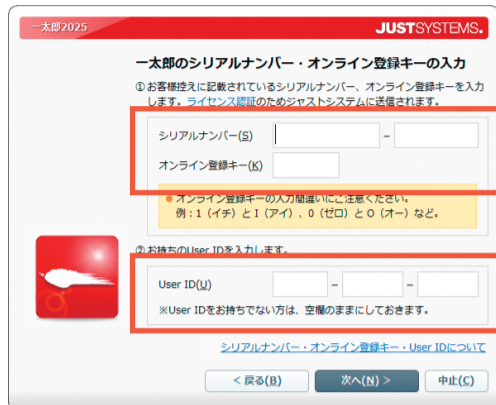 一太郎2025
JUSTSYSTEMS.
一太郎のシリアルナンバー・オンライン登録キーの入力
①お客様控えに記載されているシリアルナンバー、オンライン登録キーを入力
します。ライセンス認証のためジャストシステムに送信されます。
シリアルナンバー(S)
–
オンライン登録キー(K)
● オンライン登録キーの入力間違いにご注意ください。
例：1（イチ）とI（アイ）、0（ゼロ）とO（オー）など。
②お持ちのUser IDを入力します。
User ID(U) – –
※User IDをお持ちでない方は、空欄のままにしておきます。
シリアルナンバー・オンライン登録キー・User IDについて
< 戻る(B) 次へ(N) > 中止(C)